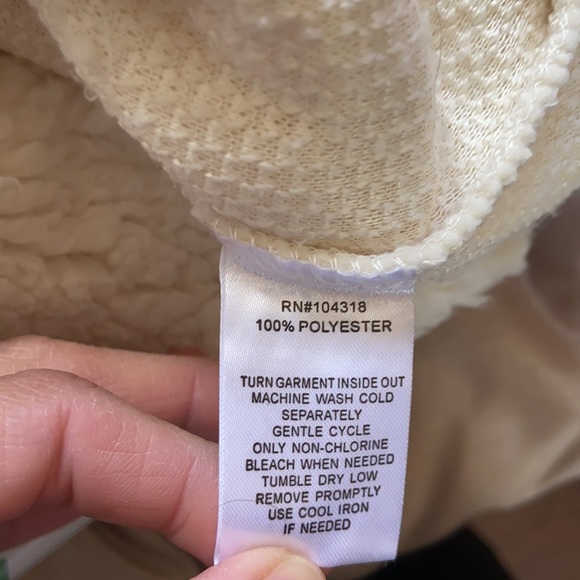 RN#104318
100% POLYESTER
TURN GARMENT INSIDE OUT
MACHINE WASH COLD
SEPARATELY
GENTLE CYCLE
ONLY NON-CHLORINE
BLEACH WHEN NEEDED
TUMBLE DRY LOW
REMOVE PROMPTLY
USE COOL IRON
IF NEEDED